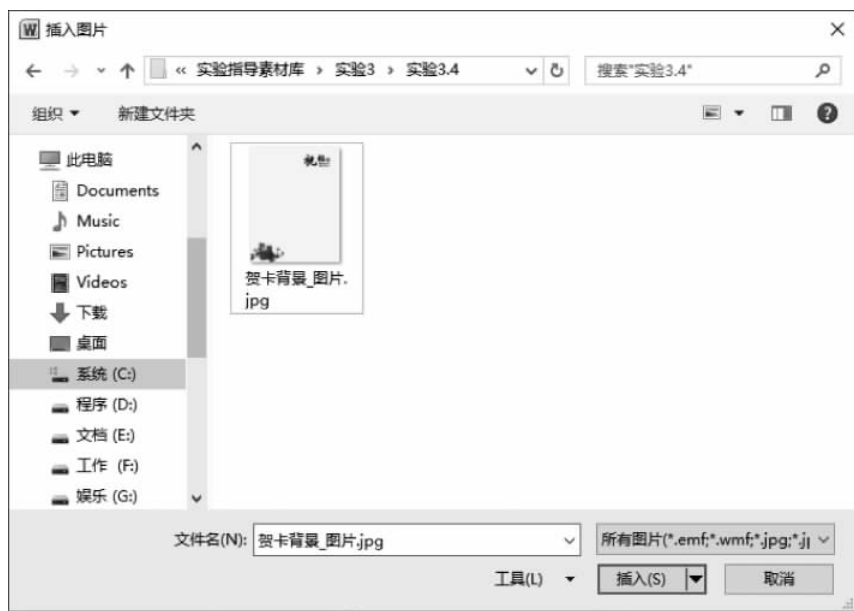 插入图片
« 实验指导素材库 › 实验3 › 实验3.4
搜索"实验3.4"
组织
新建文件夹
此电脑
Documents
Music
Pictures
Videos
下载
桌面
系统 (C:)
程序 (D:)
文档 (E:)
工作 (F:)
娱乐 (G:)
贺卡背景_图片.
jpg
文件名(N): 贺卡背景_图片.jpg
所有图片(*.emf;*.wmf;*.jpg;*.j
工具(L)
插入(S)
取消